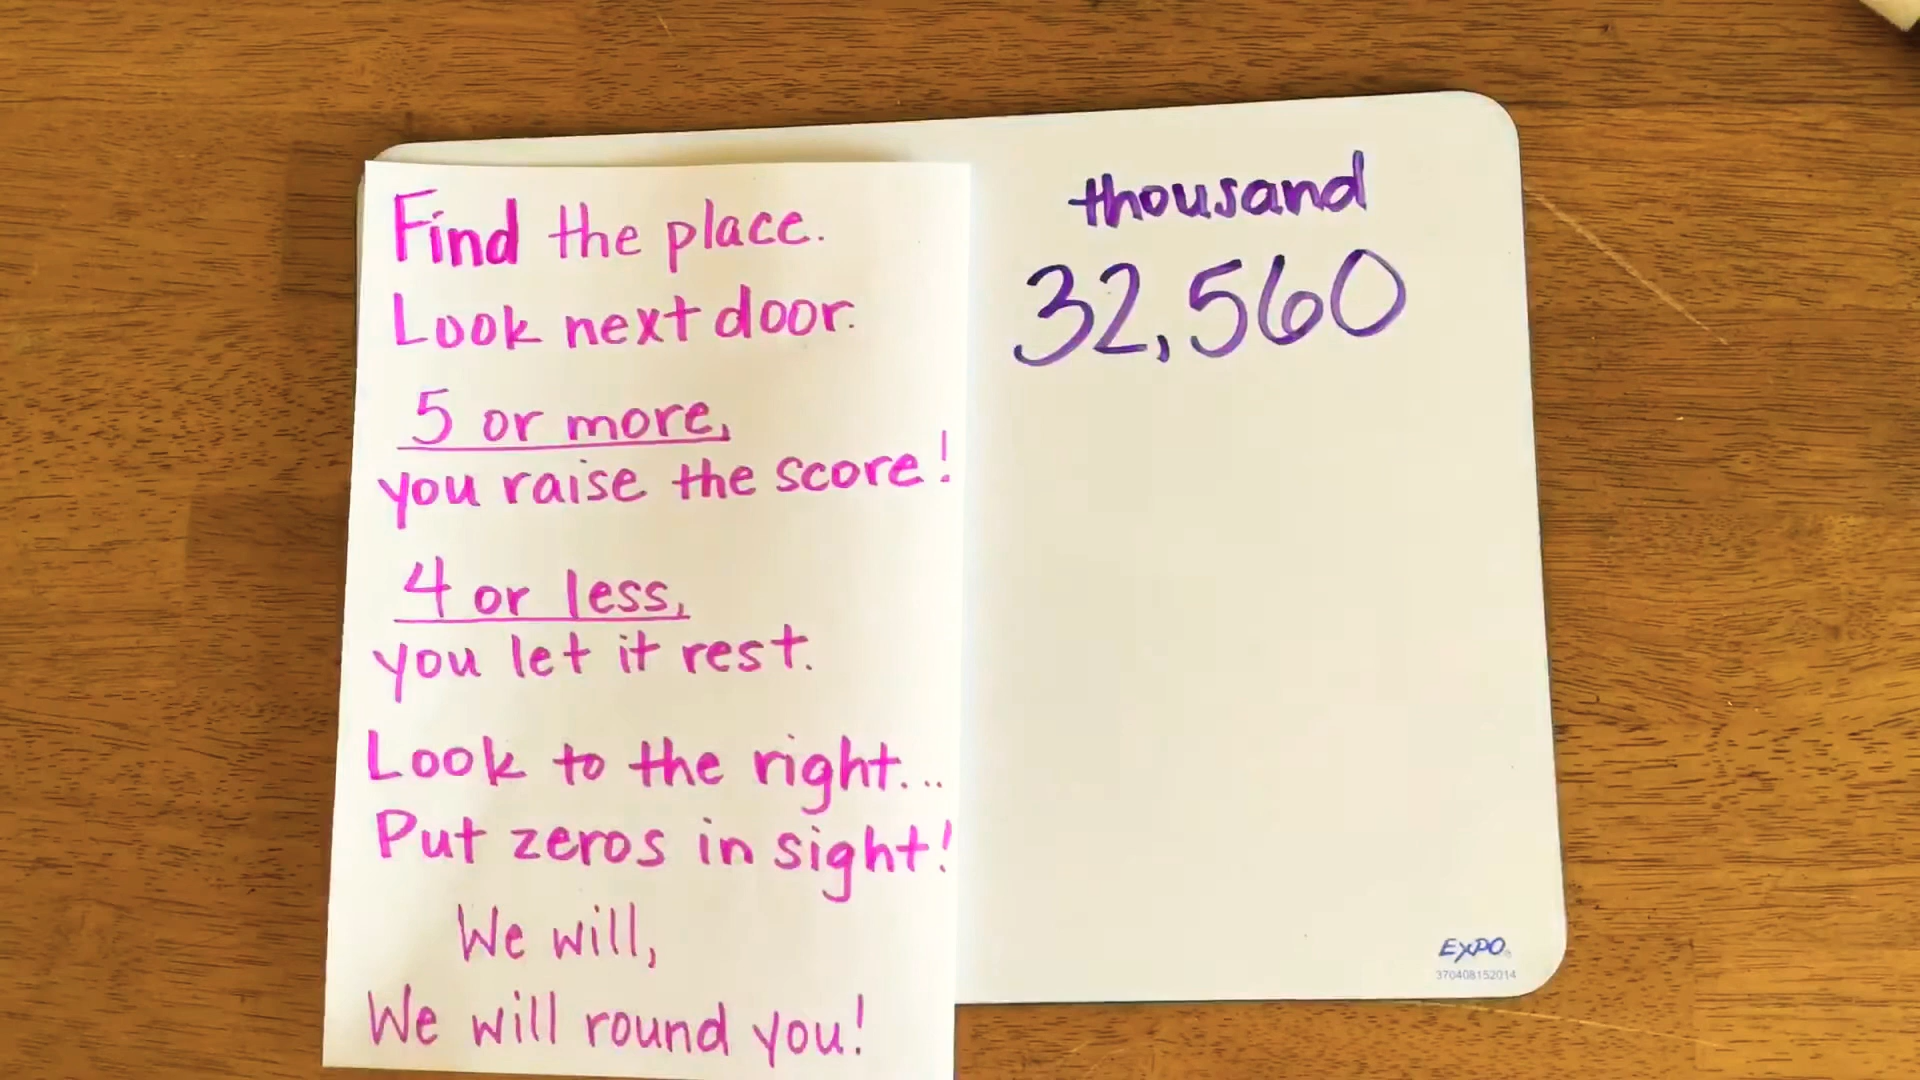 Find the place.
Look next door.
5 or more,
you raise the score!
4 or less,
you let it rest.
Look to the right...
Put zeros in sight!
We will,
We will round you!
thousand
32,560
EXPO
370408152014